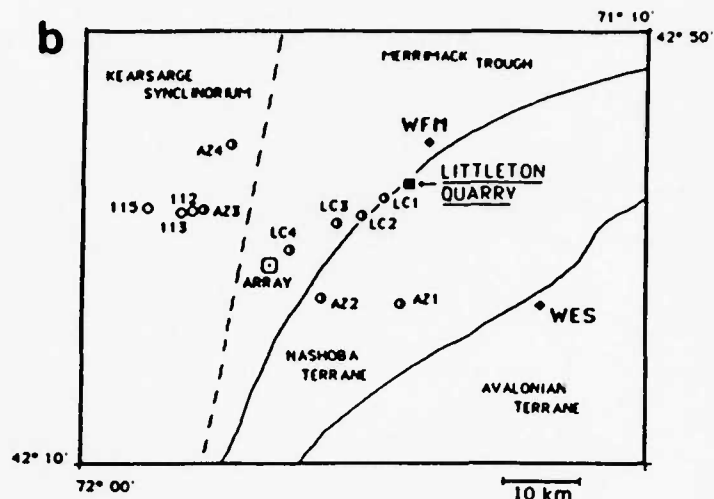 b
71° 10'
42° 50'
KEARSARGE
SYNCLINORIUM
MERRIMACK TROUGH
WFM
AZ4
LITTLETON
QUARRY
LC1
115
112
113
AZ3
LC3
LC2
LC4
ARRAY
AZ2
AZ1
WES
NASHOBA
TERRANE
AVALONIAN
TERRANE
42° 10'
72° 00'
10 km